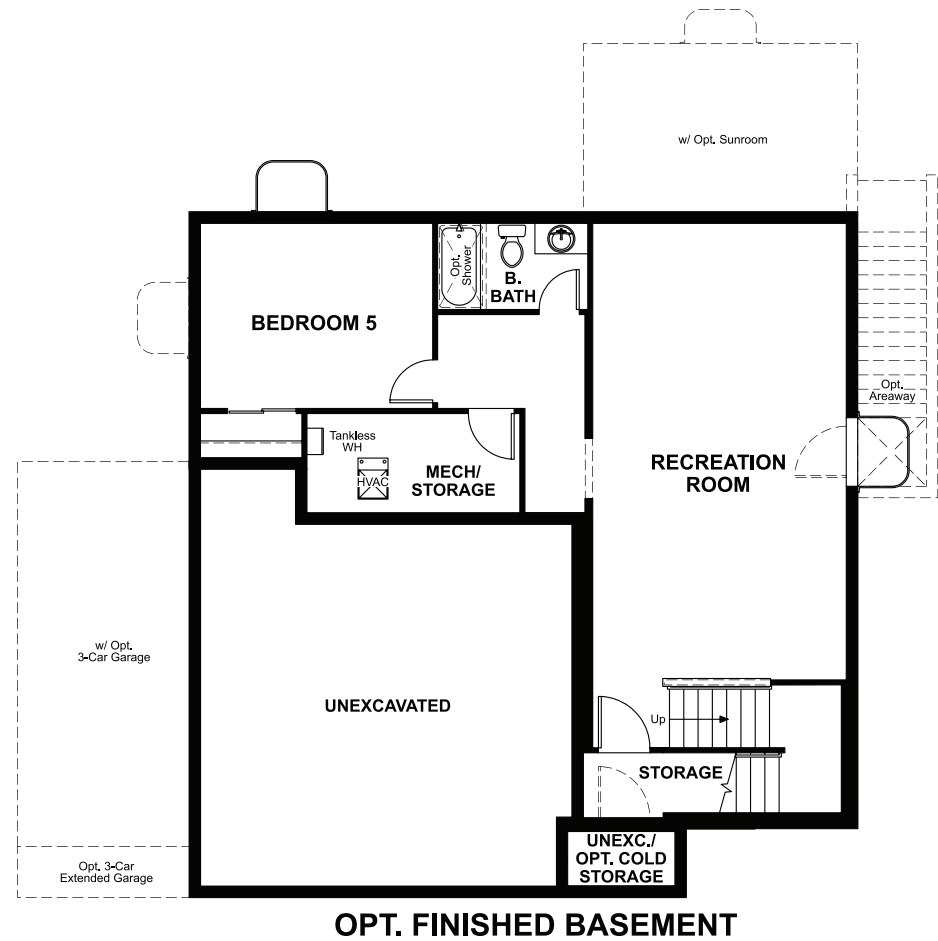 w/ Opt. Sunroom
Opt.
Shower
B.
BATH
BEDROOM 5
Opt.
Areaway
Tankless
WH
HVAC
MECH/
STORAGE
RECREATION
ROOM
w/ Opt.
3-Car Garage
UNEXCAVATED
Up
STORAGE
UNEXC./
OPT. COLD
STORAGE
Opt. 3-Car
Extended Garage
OPT. FINISHED BASEMENT